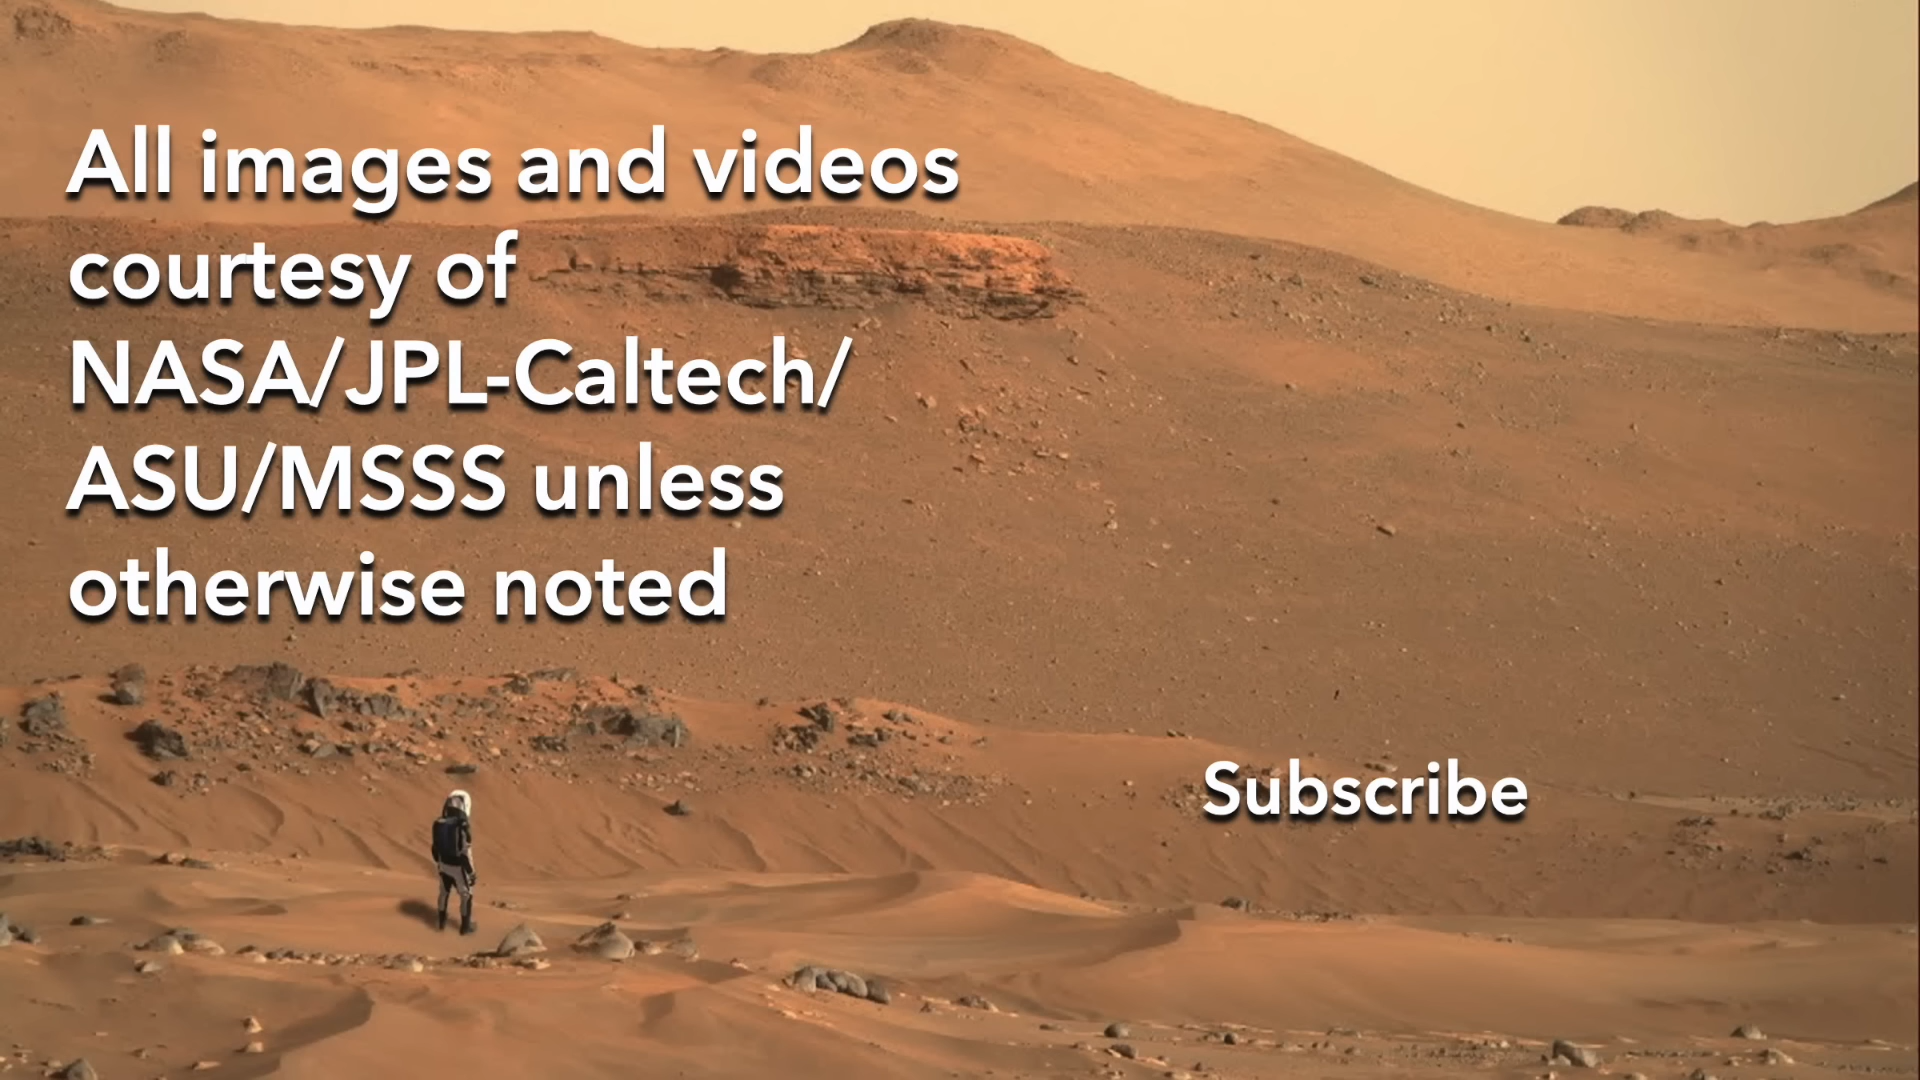 All images and videos
courtesy of
NASA/JPL-Caltech/
ASU/MSSS unless
otherwise noted
Subscribe